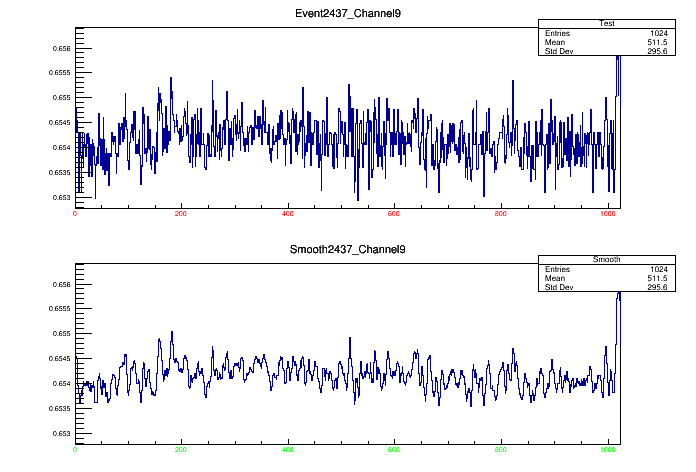 Event2437_Channel9
Test
Entries 1024
Mean 511.5
Std Dev 295.6
0.656
0.6555
0.655
0.6545
0.654
0.6535
0.653
0 200 400 600 800 1000
Smooth2437_Channel9
Smooth
Entries 1024
Mean 511.5
Std Dev 295.6
0.656
0.6555
0.655
0.6545
0.654
0.6535
0.653
0 200 400 600 800 1000